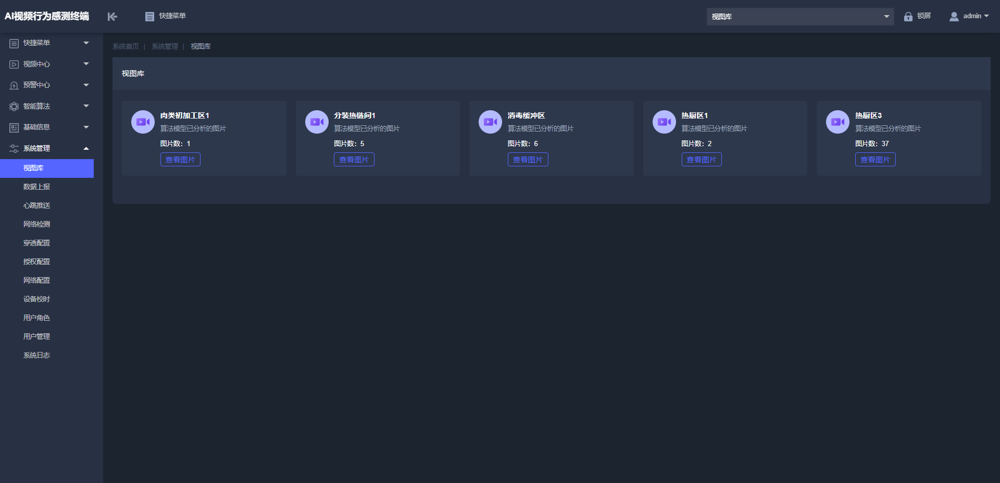 AI视频行为感测终端
快捷菜单
视图库
锁屏
admin
快捷菜单
视频中心
预警中心
智能算法
基础信息
系统管理
视图库
数据上报
心跳推送
网络检测
穿透配置
授权配置
网络配置
设备校时
用户角色
用户管理
系统日志
系统首页 | 系统管理 | 视图库
视图库
肉类初加工区1
算法模型已分析的图片
图片数：1
查看图片
分装热链间1
算法模型已分析的图片
图片数：5
查看图片
消毒缓冲区
算法模型已分析的图片
图片数：6
查看图片
热厨区1
算法模型已分析的图片
图片数：2
查看图片
热厨区3
算法模型已分析的图片
图片数：37
查看图片